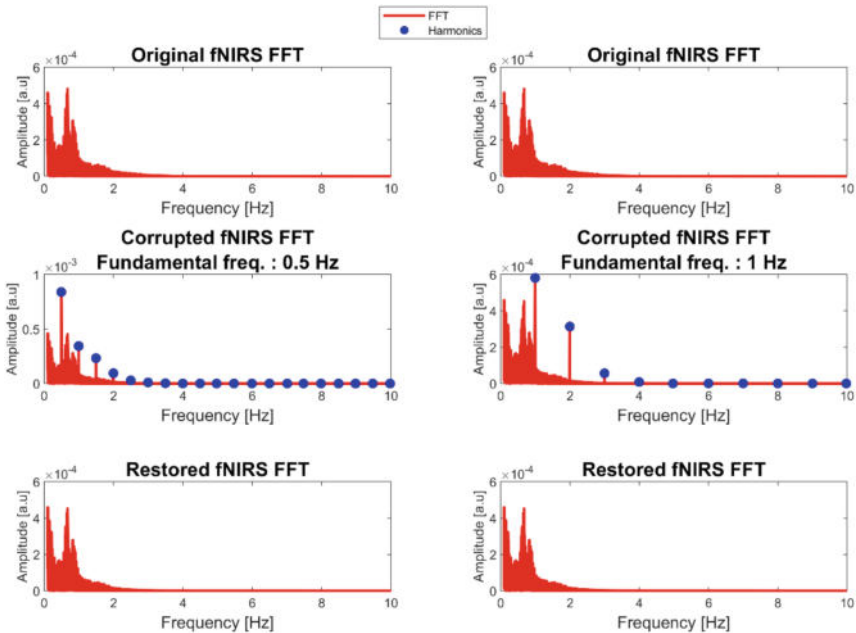 FFT
Harmonics
Original fNIRS FFT
×10⁻⁴
6
4
2
0
Amplitude [a.u]
0 2 4 6 8 10
Frequency [Hz]
Original fNIRS FFT
×10⁻⁴
6
4
2
0
Amplitude [a.u]
0 2 4 6 8 10
Frequency [Hz]
Corrupted fNIRS FFT
Fundamental freq. : 0.5 Hz
×10⁻³
1
0.5
0
Amplitude [a.u]
0 2 4 6 8 10
Frequency [Hz]
Corrupted fNIRS FFT
Fundamental freq. : 1 Hz
×10⁻⁴
6
4
2
0
Amplitude [a.u]
0 2 4 6 8 10
Frequency [Hz]
Restored fNIRS FFT
×10⁻⁴
6
4
2
0
Amplitude [a.u]
0 2 4 6 8 10
Frequency [Hz]
Restored fNIRS FFT
×10⁻⁴
6
4
2
0
Amplitude [a.u]
0 2 4 6 8 10
Frequency [Hz]